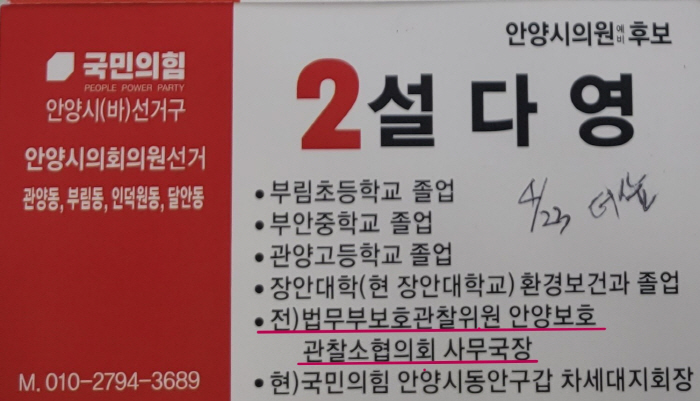 안양시의원예비후보
국민의힘
PEOPLE POWER PARTY
안양시(바)선거구
2설다영
안양시의회의원선거
관양동, 부림동, 인덕원동, 달안동
• 부림초등학교 졸업
• 부안중학교 졸업
4/23
• 관양고등학교 졸업
• 장안대학(현 장안대학교) 환경보건과 졸업
• 전)법무부보호관찰위원 안양보호
관찰소협의회 사무국장
• 현)국민의힘 안양시동안구갑 차세대지회장
M. 010-2794-3689